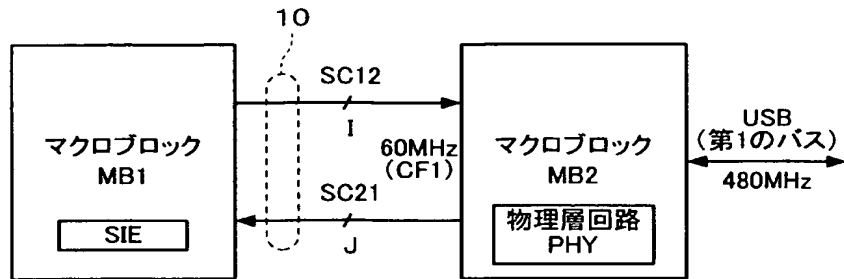 10
SC12
I
マクロブロック
MB1
SIE
60MHz
(CF1)
SC21
J
マクロブロック
MB2
物理層回路
PHY
USB
(第1のバス)
480MHz